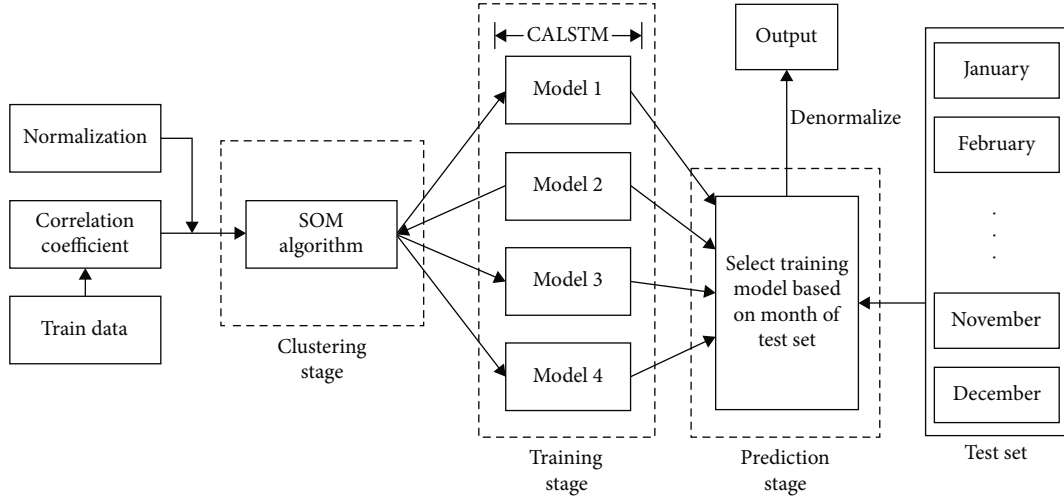 Normalization
Correlation
coefficient
Train data
SOM
algorithm
Clustering
stage
CALSTM
Model 1
Model 2
Model 3
Model 4
Training
stage
Output
Denormalize
Select training
model based
on month of
test set
Prediction
stage
January
February
November
December
Test set